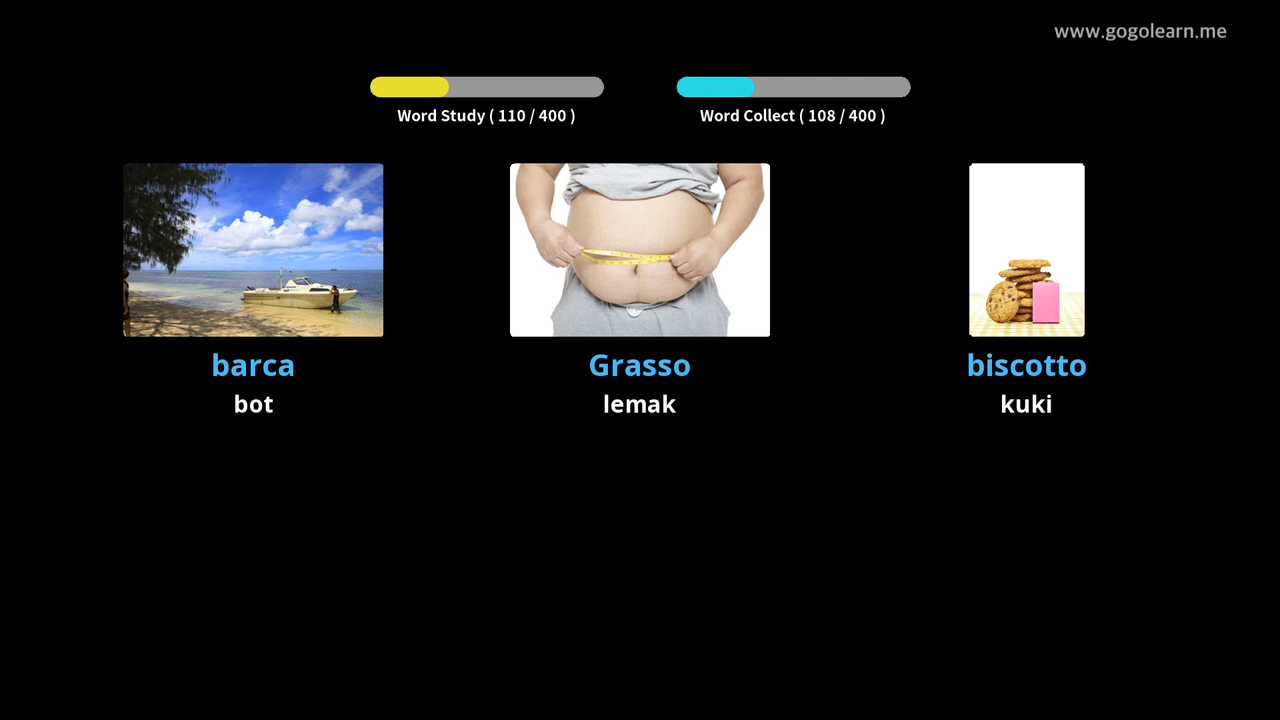 www.gogolearn.me
Word Study ( 110 / 400 )
Word Collect ( 108 / 400 )
barca
Grasso
biscotto
bot
lemak
kuki